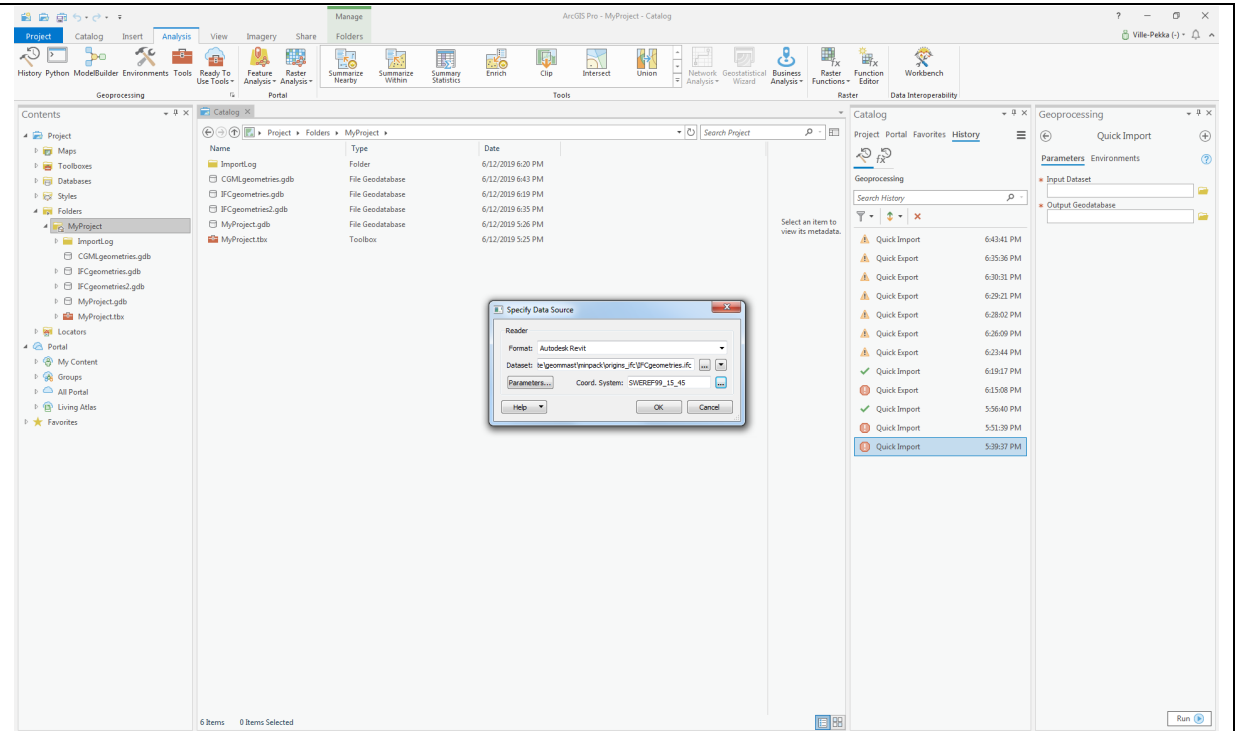 Manage
ArcGIS Pro - MyProject - Catalog
? 
Project Catalog Insert Analysis View Imagery Share Folders
Ville-Pekka (-)
History Python ModelBuilder Environments Tools
Ready To Use Tools
Feature Analysis
Raster Analysis
Summarize Nearby
Summarize Within
Summary Statistics
Enrich
Clip
Intersect
Union
Network Analysis
Geostatistical Wizard
Business Analysis
Raster Functions
Function Editor
Workbench
Geoprocessing Portal Tools Raster Data Interoperability
Contents
Project
Maps
Toolboxes
Databases
Styles
Folders
MyProject
ImportLog
CGMLgeometries.gdb
IFCgeometries.gdb
IFCgeometries2.gdb
MyProject.gdb
MyProject.tbx
Locators
Portal
My Content
Groups
All Portal
Living Atlas
Favorites
Catalog
Project Folders MyProject
Search Project
Name Type Date
ImportLog Folder 6/12/2019 6:20 PM
CGMLgeometries.gdb File Geodatabase 6/12/2019 6:43 PM
IFCgeometries.gdb File Geodatabase 6/12/2019 6:19 PM
IFCgeometries2.gdb File Geodatabase 6/12/2019 6:35 PM
MyProject.gdb File Geodatabase 6/12/2019 5:26 PM
MyProject.tbx Toolbox 6/12/2019 5:25 PM
Select an item to
view its metadata.
Specify Data Source
Reader
Format: Autodesk Revit
Dataset: te\geommast\minpack\origins_ifc\IFCgeometries.ifc ...
Parameters... Coord. System: SWEREF99_15_45 ...
Help OK Cancel
6 Items 0 Items Selected
Catalog
Project Portal Favorites History
Geoprocessing
Search History
Quick Import 6:43:41 PM
Quick Export 6:35:36 PM
Quick Export 6:30:31 PM
Quick Export 6:29:21 PM
Quick Export 6:28:02 PM
Quick Export 6:26:09 PM
Quick Export 6:23:44 PM
Quick Import 6:19:17 PM
Quick Import 6:15:08 PM
Quick Import 5:56:40 PM
Quick Import 5:51:39 PM
Quick Import 5:39:37 PM
Geoprocessing
Quick Import
Parameters Environments
* Input Dataset
* Output Geodatabase
Run